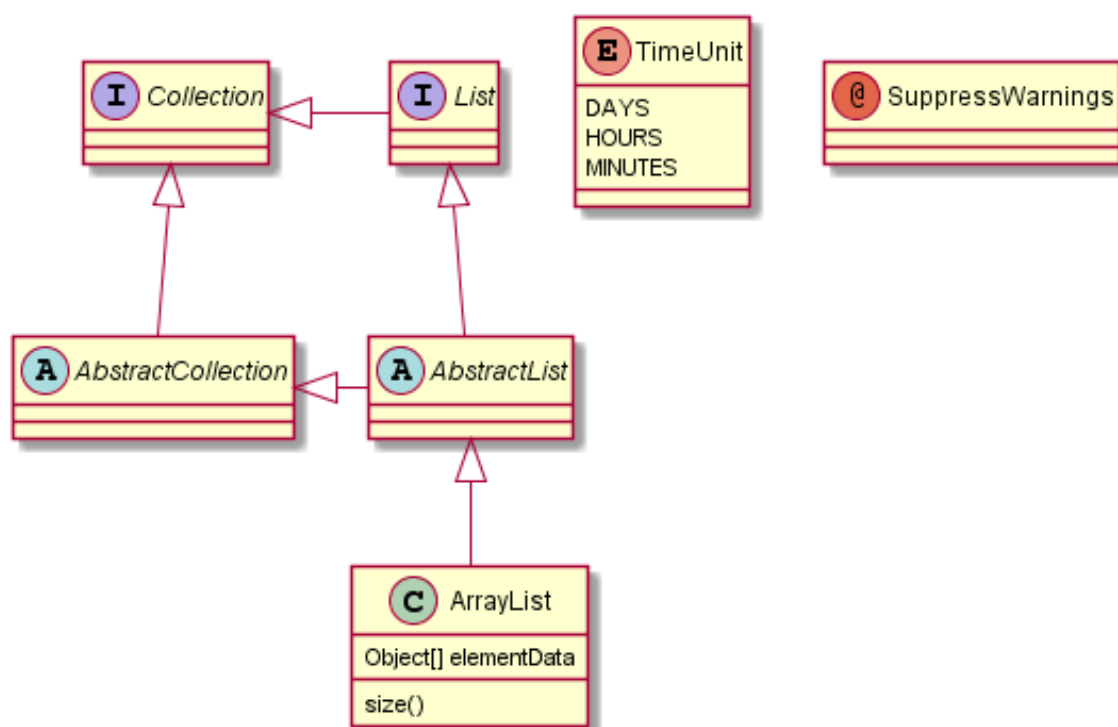 I Collection
I List
E TimeUnit
DAYS
HOURS
MINUTES
@ SuppressWarnings
A AbstractCollection
A AbstractList
C ArrayList
Object[] elementData
size()